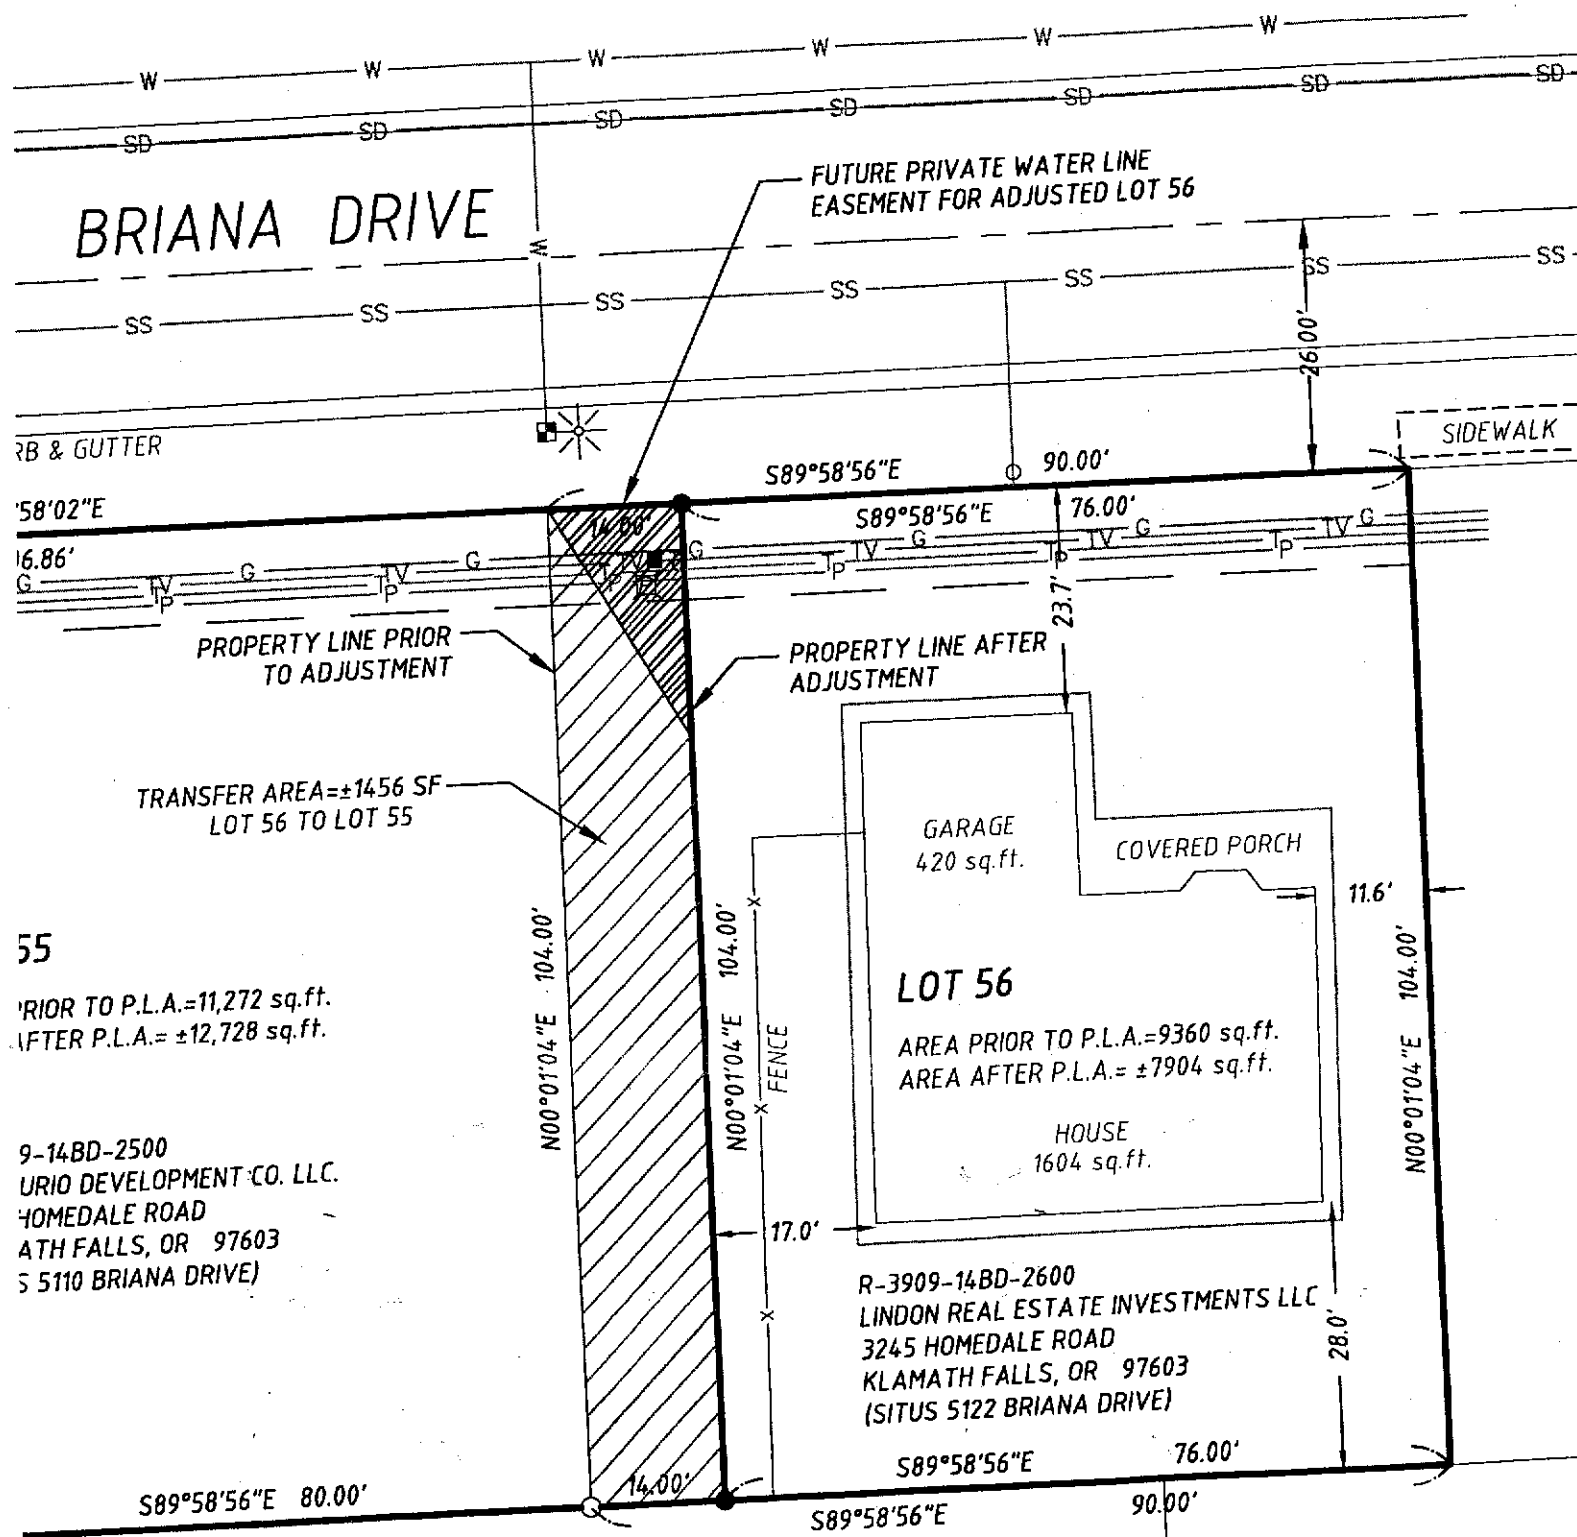 W W W W W W
SD SD SD SD SD SD SD
FUTURE PRIVATE WATER LINE
EASEMENT FOR ADJUSTED LOT 56
BRIANA DRIVE
W
SS SS SS SS SS SS SS
26.00'
RB & GUTTER
SIDEWALK
S89°58'56"E 90.00'
'58'02"E
14.00'
S89°58'56"E 76.00'
16.86'
G TV G TV G TV G TV G TV G TV G
TP TP TP TP TP TP
23.7'
PROPERTY LINE PRIOR
TO ADJUSTMENT
PROPERTY LINE AFTER
ADJUSTMENT
TRANSFER AREA=±1456 SF
LOT 56 TO LOT 55
GARAGE
420 sq.ft.
COVERED PORCH
11.6'
N00°01'04"E 104.00'
N00°01'04"E 104.00'
X
X
X
FENCE
N00°01'04"E 104.00'
55
RIOR TO P.L.A.=11,272 sq.ft.
AFTER P.L.A.= ±12,728 sq.ft.
LOT 56
AREA PRIOR TO P.L.A.=9360 sq.ft.
AREA AFTER P.L.A.= ±7904 sq.ft.
HOUSE
1604 sq.ft.
9-14BD-2500
URIO DEVELOPMENT CO. LLC.
HOMEDALE ROAD
ATH FALLS, OR 97603
S 5110 BRIANA DRIVE)
17.0'
R-3909-14BD-2600
LINDON REAL ESTATE INVESTMENTS LLC
3245 HOMEDALE ROAD
KLAMATH FALLS, OR 97603
(SITUS 5122 BRIANA DRIVE)
28.0'
S89°58'56"E 80.00'
14.00'
S89°58'56"E 76.00'
S89°58'56"E 90.00'